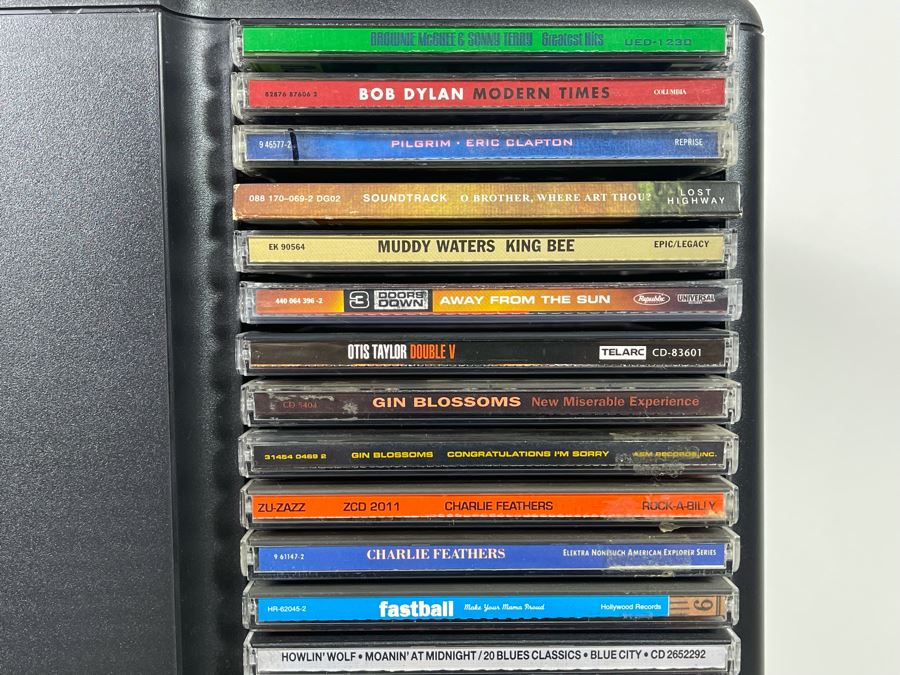 BROWNIE McGHEE & SONNY TERRY Greatest Hits UED-1230
82876 87606 2 BOB DYLAN MODERN TIMES COLUMBIA
9 46577-2 PILGRIM · ERIC CLAPTON REPRISE
088 170-069-2 DG02 SOUNDTRACK O BROTHER, WHERE ART THOU? LOST HIGHWAY
EK 90564 MUDDY WATERS KING BEE EPIC/LEGACY
440 064 396-2 3 DOORS DOWN AWAY FROM THE SUN Republic UNIVERSAL
OTIS TAYLOR DOUBLE V TELARC CD-83601
CD 5403 GIN BLOSSOMS New Miserable Experience
31454 0469 2 GIN BLOSSOMS CONGRATULATIONS I'M SORRY A&M RECORDS, INC.
ZU-ZAZZ ZCD 2011 CHARLIE FEATHERS ROCK-A-BILLY
9 61147-2 CHARLIE FEATHERS ELEKTRA NONESUCH AMERICAN EXPLORER SERIES
HR-62045-2 fastball Make Your Mama Proud Hollywood Records 6
HOWLIN' WOLF • MOANIN' AT MIDNIGHT / 20 BLUES CLASSICS • BLUE CITY • CD 2652292